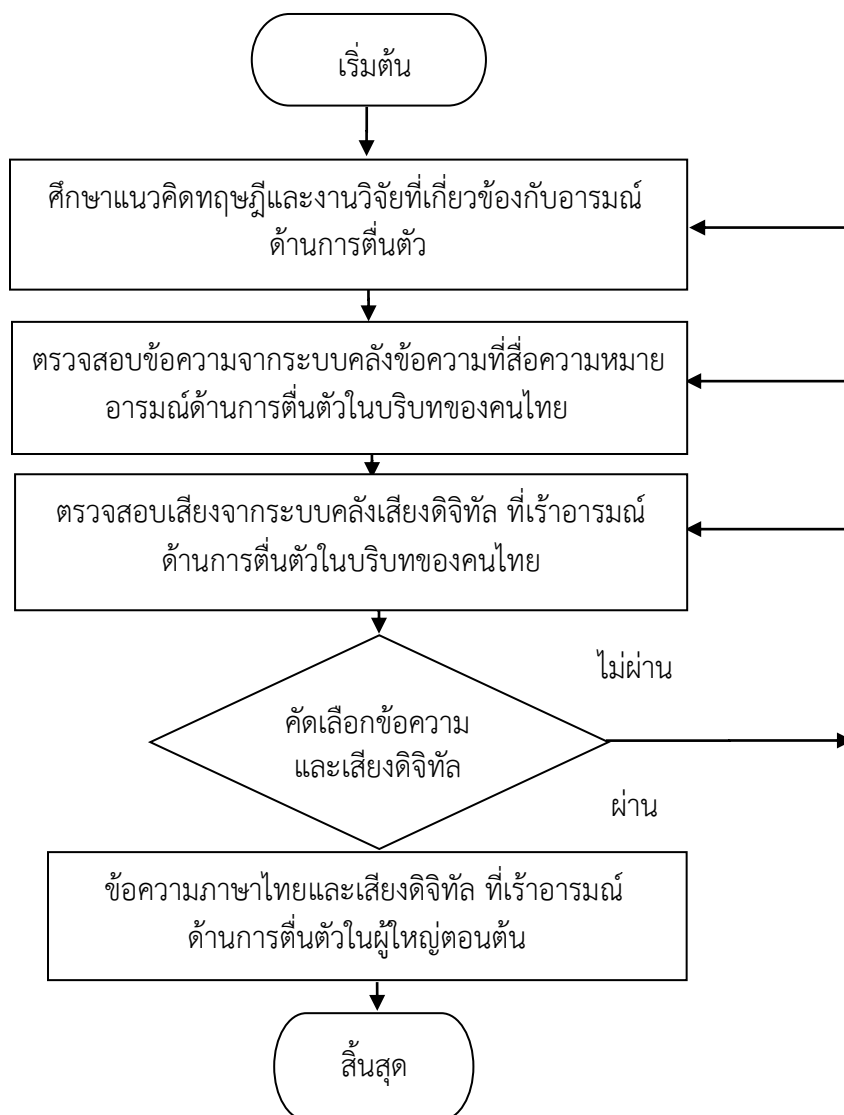 เริ่มต้น
ศึกษาแนวคิดทฤษฎีและงานวิจัยที่เกี่ยวข้องกับอารมณ์
ด้านการตื่นตัว
ตรวจสอบข้อความจากระบบคลังข้อความที่สื่อความหมาย
อารมณ์ด้านการตื่นตัวในบริบทของคนไทย
ตรวจสอบเสียงจากระบบคลังเสียงดิจิทัล ที่เร้าอารมณ์
ด้านการตื่นตัวในบริบทของคนไทย
ไม่ผ่าน
คัดเลือกข้อความ
และเสียงดิจิทัล
ผ่าน
ข้อความภาษาไทยและเสียงดิจิทัล ที่เร้าอารมณ์
ด้านการตื่นตัวในผู้ใหญ่ตอนต้น
สิ้นสุด